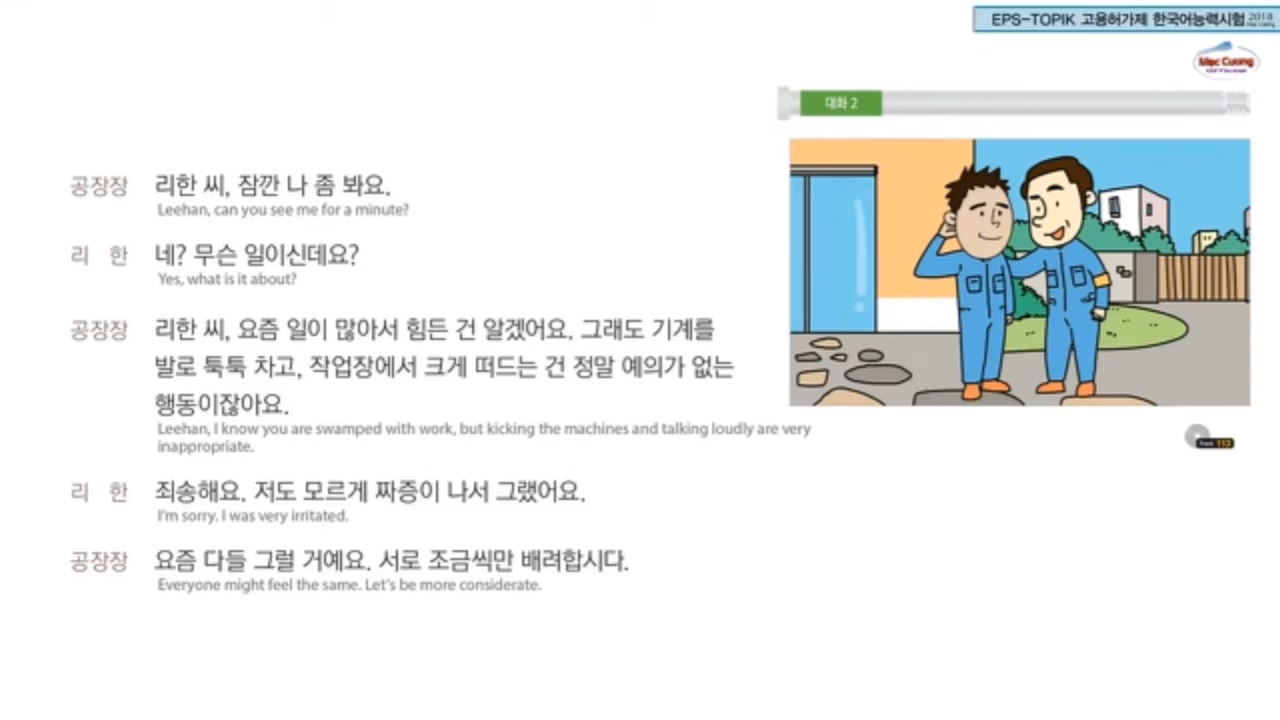 EPS-TOPIK 고용허가제 한국어능력시험 2018
Mạc Cương
대화 2
공장장 리한 씨, 잠깐 나 좀 봐요.
Leehan, can you see me for a minute?
리 한 네? 무슨 일이신데요?
Yes, what is it about?
공장장 리한 씨, 요즘 일이 많아서 힘든 건 알겠어요. 그래도 기계를
발로 툭툭 차고, 작업장에서 크게 떠드는 건 정말 예의가 없는
행동이잖아요.
Leehan, I know you are swamped with work, but kicking the machines and talking loudly are very
inappropriate.
리 한 죄송해요. 저도 모르게 짜증이 나서 그랬어요.
I'm sorry. I was very irritated.
공장장 요즘 다들 그럴 거예요. 서로 조금씩만 배려합시다.
Everyone might feel the same. Let's be more considerate.
Track 113